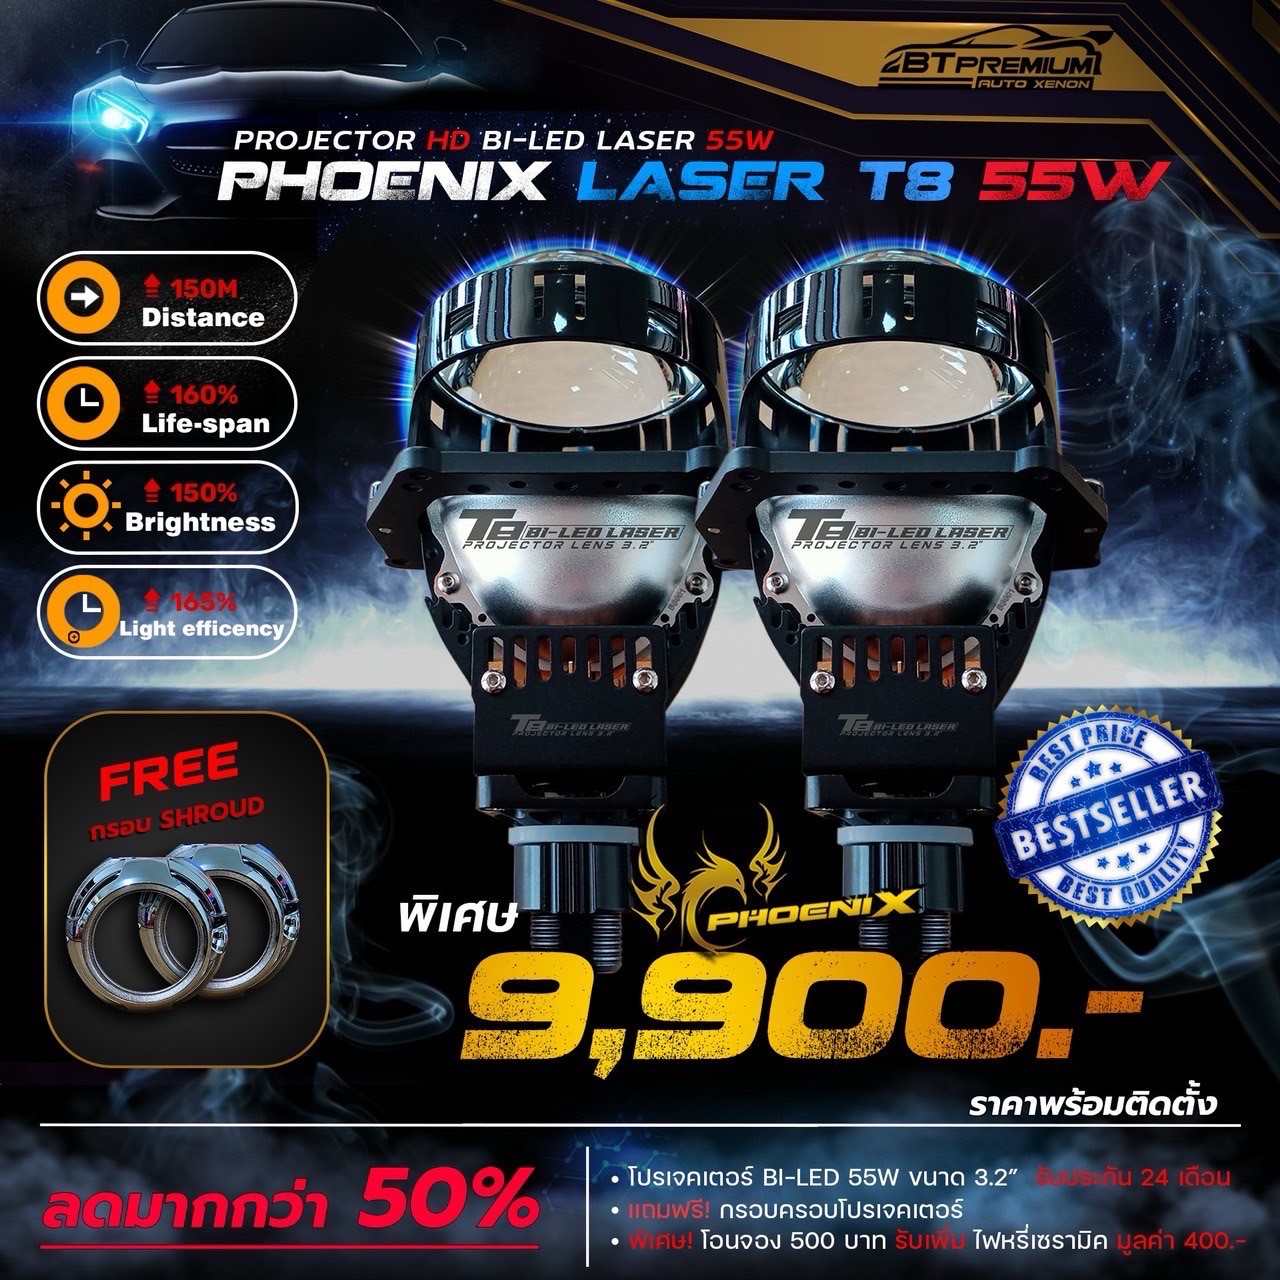 2BTPREMIUM
AUTO XENON
PROJECTOR HD BI-LED LASER 55W
PHOENIX LASER T8 55W
150M
Distance
160%
Life-span
150%
Brightness
165%
Light efficency
T8 BI-LED LASER
PROJECTOR LENS 3.2"
T8 BI-LED LASER
PROJECTOR LENS 3.2"
T8 BI-LED LASER
PROJECTOR LENS 3.2"
T8 BI-LED LASER
PROJECTOR LENS 3.2"
FREE
กรอบ SHROUD
BEST PRICE
BESTSELLER
BEST QUALITY
PHOENIX
พิเศษ
9,900.-
ราคาพร้อมติดตั้ง
ลดมากกว่า 50%
• โปรเจคเตอร์ BI-LED 55W ขนาด 3.2” รับประกัน 24 เดือน
• แถมฟรี! กรอบครอบโปรเจคเตอร์
• พิเศษ! โอนจอง 500 บาท รับเพิ่ม ไฟหรี่เซรามิค มูลค่า 400.-